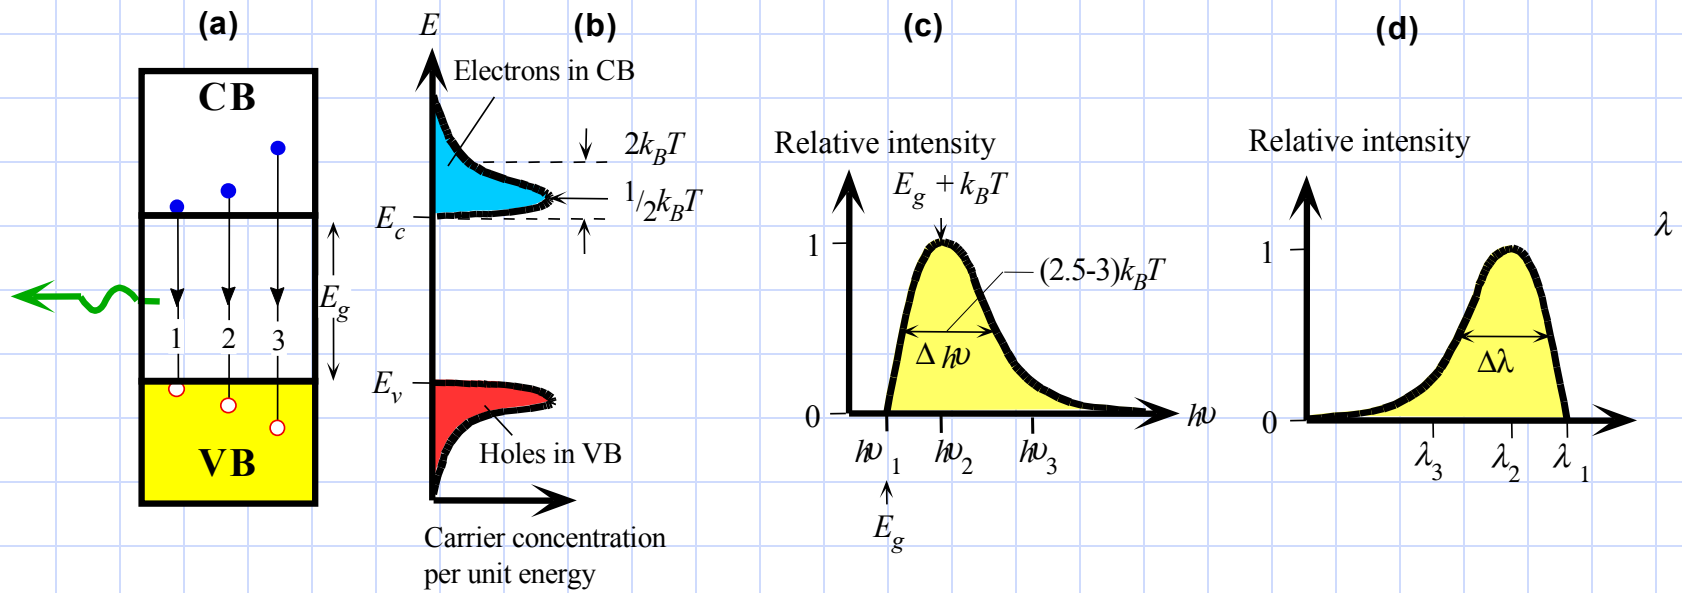 (a)
CB
1
2
3
E_g
VB
(b)
E
Electrons in CB
2k_BT
1/2k_BT
E_c
E_v
Holes in VB
Carrier concentration
per unit energy
(c)
Relative intensity
E_g + k_BT
1
(2.5-3)k_BT
Δ hυ
0
hυ
hυ_1
hυ_2
hυ_3
E_g
(d)
Relative intensity
λ
1
Δλ
0
λ_3
λ_2
λ_1